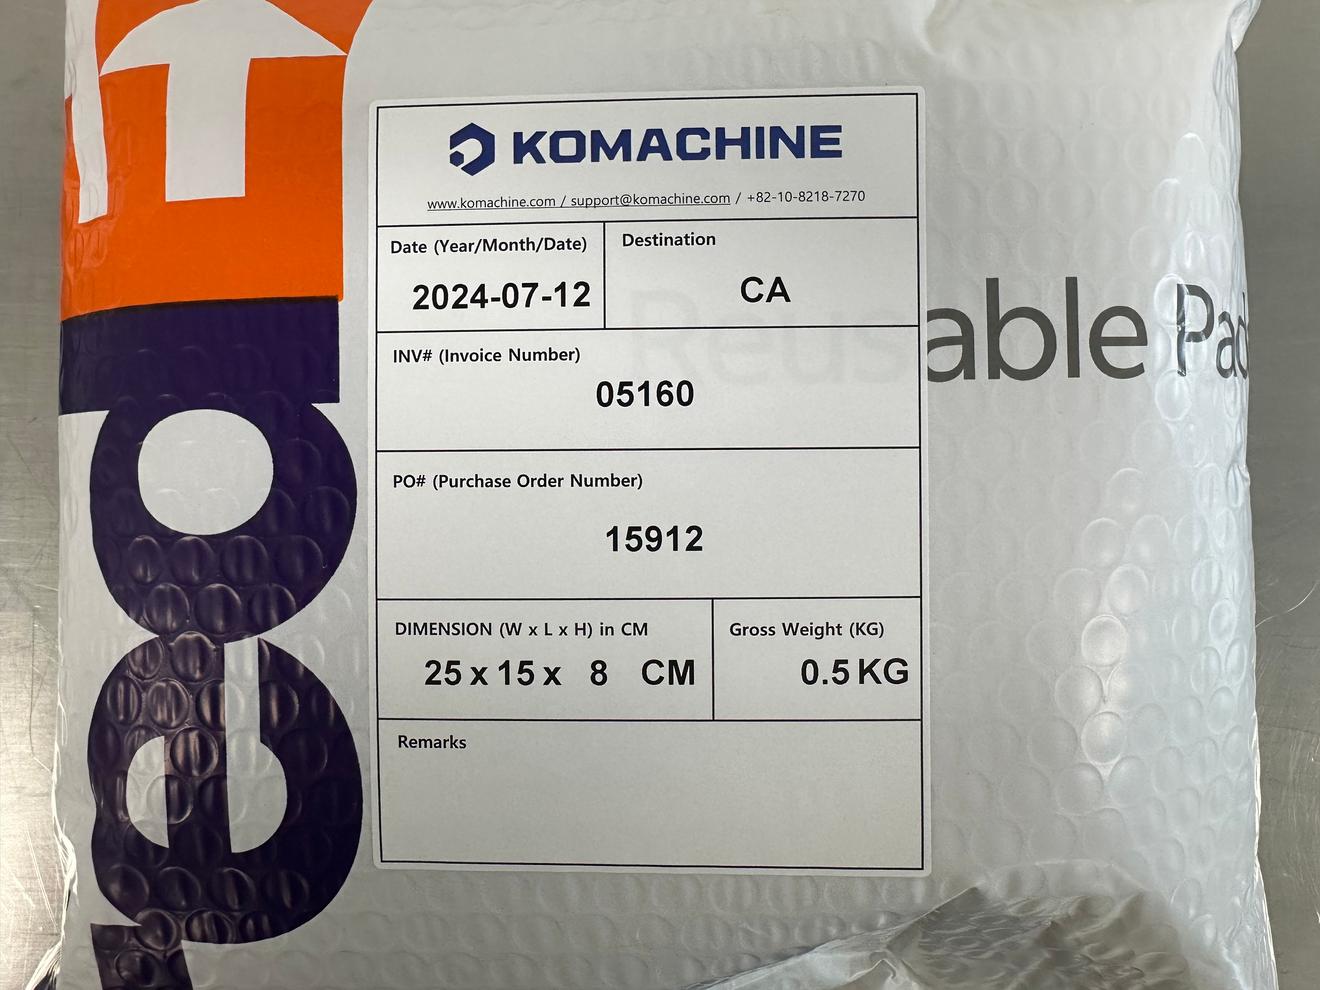 KOMACHINE
www.komachine.com / support@komachine.com / +82-10-8218-7270
Date (Year/Month/Date)
2024-07-12
Destination
CA
INV# (Invoice Number)
05160
PO# (Purchase Order Number)
15912
DIMENSION (W x L x H) in CM
25 x 15 x 8 CM
Gross Weight (KG)
0.5 KG
Remarks
Reusable